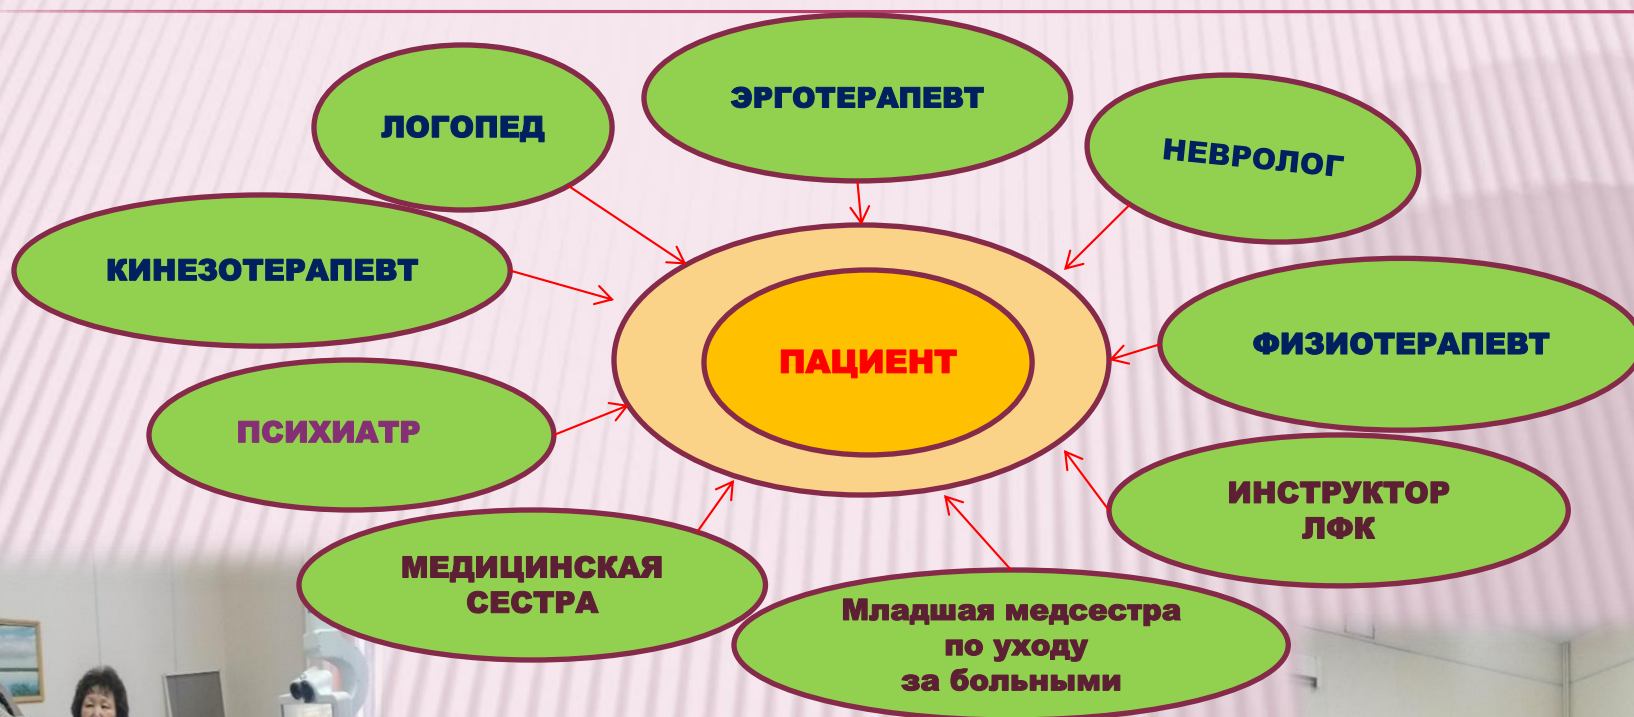 ЭРГОТЕРАПЕВТ
ЛОГОПЕД
НЕВРОЛОГ
КИНЕЗОТЕРАПЕВТ
ФИЗИОТЕРАПЕВТ
ПАЦИЕНТ
ПСИХИАТР
ИНСТРУКТОР
ЛФК
МЕДИЦИНСКАЯ
СЕСТРА
Младшая медсестра
по уходу
за больными